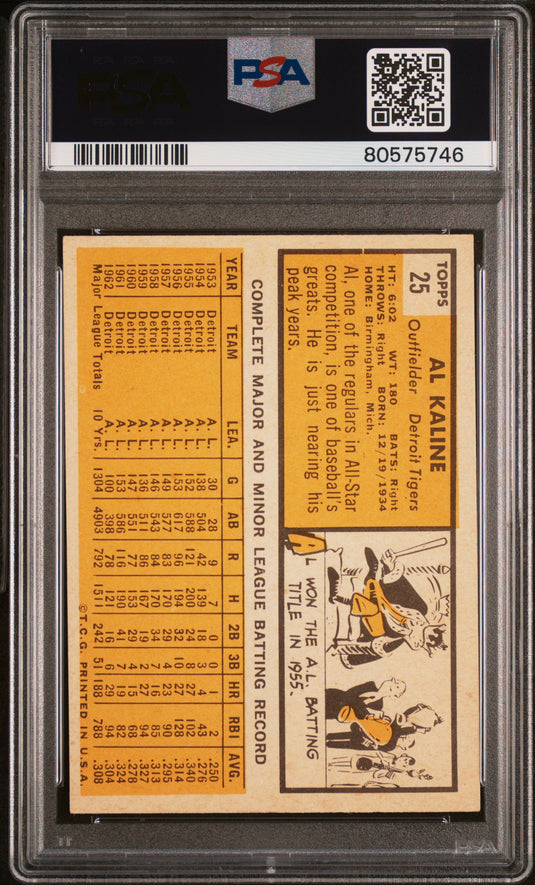 PSA
PSA
80575746
TOPPS
25
AL KALINE
Outfielder Detroit Tigers
HT: 6:02 WT: 180 BATS: Right
THROWS: Right BORN: 12/19/1934
HOME: Birmingham, Mich.
Al, one of the regulars in All-Star
competition, is one of baseball's
greats. He is just nearing his
peak years.
AL WON THE A.L. BATTING
TITLE IN 1955.
COMPLETE MAJOR AND MINOR LEAGUE BATTING RECORD
YEAR TEAM LEA. G AB R H 2B 3B HR RBI AVG.
1953 Detroit A. L. 30 28 9 7 0 0 1 2 .250
1954 Detroit A. L. 138 504 42 139 18 3 4 43 .276
1955 Detroit A. L. 152 588 121 200 24 8 27 102 .340
1956 Detroit A. L. 153 617 96 194 32 10 27 128 .314
1957 Detroit A. L. 149 577 83 170 29 4 23 90 .295
1958 Detroit A. L. 146 543 84 170 34 7 16 85 .313
1959 Detroit A. L. 136 511 86 167 19 2 27 94 .327
1960 Detroit A. L. 147 551 77 153 29 4 15 68 .278
1961 Detroit A. L. 153 586 116 190 41 7 19 82 .324
1962 Detroit A. L. 100 398 78 121 16 6 29 94 .304
Major League Totals 10 Yrs. 1304 4903 792 1511 242 51 188 788 .308
© T.C.G. PRINTED IN U.S.A.